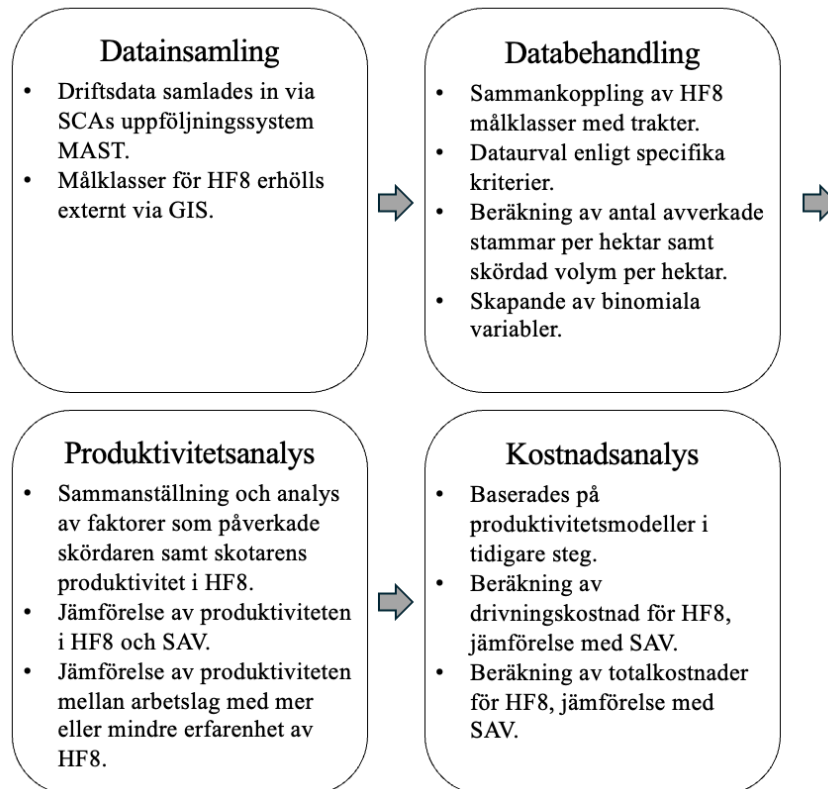 Datainsamling
• Driftsdata samlades in via
SCAs uppföljningssystem
MAST.
• Målklasser för HF8 erhölls
externt via GIS.
Databehandling
• Sammankoppling av HF8
målklasser med trakter.
• Dataurval enligt specifika
kriterier.
• Beräkning av antal avverkade
stammar per hektar samt
skördad volym per hektar.
• Skapande av binomiala
variabler.
Produktivitetsanalys
• Sammanställning och analys
av faktorer som påverkade
skördaren samt skotarens
produktivitet i HF8.
• Jämförelse av produktiviteten
i HF8 och SAV.
• Jämförelse av produktiviteten
mellan arbetslag med mer
eller mindre erfarenhet av
HF8.
Kostnadsanalys
• Baserades på
produktivitetsmodeller i
tidigare steg.
• Beräkning av
drivningskostnad för HF8,
jämförelse med SAV.
• Beräkning av totalkostnader
för HF8, jämförelse med
SAV.